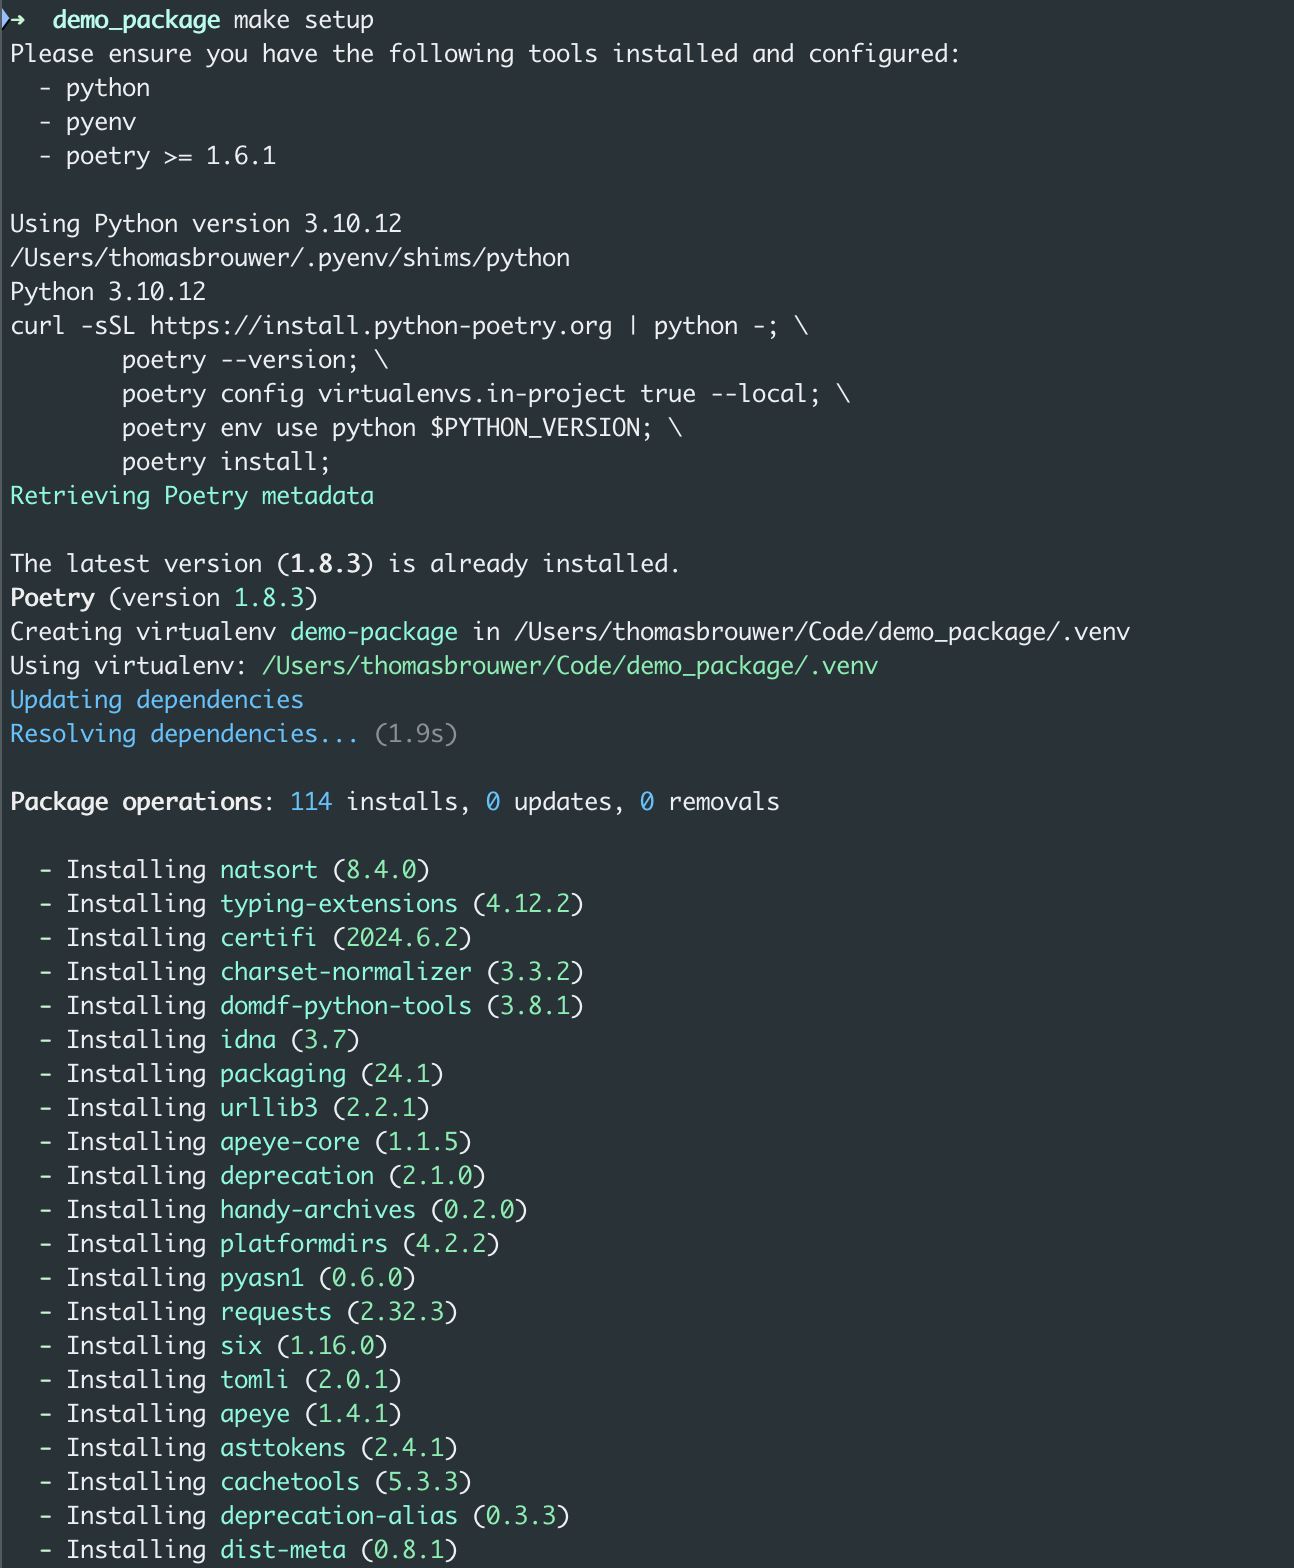 ➜  demo_package make setup
Please ensure you have the following tools installed and configured:
  - python
  - pyenv
  - poetry >= 1.6.1

Using Python version 3.10.12
/Users/thomasbrouwer/.pyenv/shims/python
Python 3.10.12
curl -sSL https://install.python-poetry.org | python -; \
        poetry --version; \
        poetry config virtualenvs.in-project true --local; \
        poetry env use python $PYTHON_VERSION; \
        poetry install;
Retrieving Poetry metadata

The latest version (1.8.3) is already installed.
Poetry (version 1.8.3)
Creating virtualenv demo-package in /Users/thomasbrouwer/Code/demo_package/.venv
Using virtualenv: /Users/thomasbrouwer/Code/demo_package/.venv
Updating dependencies
Resolving dependencies... (1.9s)

Package operations: 114 installs, 0 updates, 0 removals

  - Installing natsort (8.4.0)
  - Installing typing-extensions (4.12.2)
  - Installing certifi (2024.6.2)
  - Installing charset-normalizer (3.3.2)
  - Installing domdf-python-tools (3.8.1)
  - Installing idna (3.7)
  - Installing packaging (24.1)
  - Installing urllib3 (2.2.1)
  - Installing apeye-core (1.1.5)
  - Installing deprecation (2.1.0)
  - Installing handy-archives (0.2.0)
  - Installing platformdirs (4.2.2)
  - Installing pyasn1 (0.6.0)
  - Installing requests (2.32.3)
  - Installing six (1.16.0)
  - Installing tomli (2.0.1)
  - Installing apeye (1.4.1)
  - Installing asttokens (2.4.1)
  - Installing cachetools (5.3.3)
  - Installing deprecation-alias (0.3.3)
  - Installing dist-meta (0.8.1)